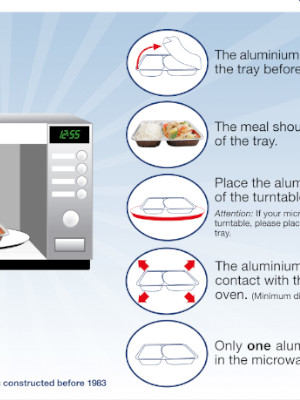 12:55
The aluminium
the tray before
The meal shou
of the tray.
Place the alum
of the turntable
Attention: If your micr
turntable, please plac
tray.
The aluminium
contact with th
oven. (Minimum di
Only one alum
in the microwa
s constructed before 1963